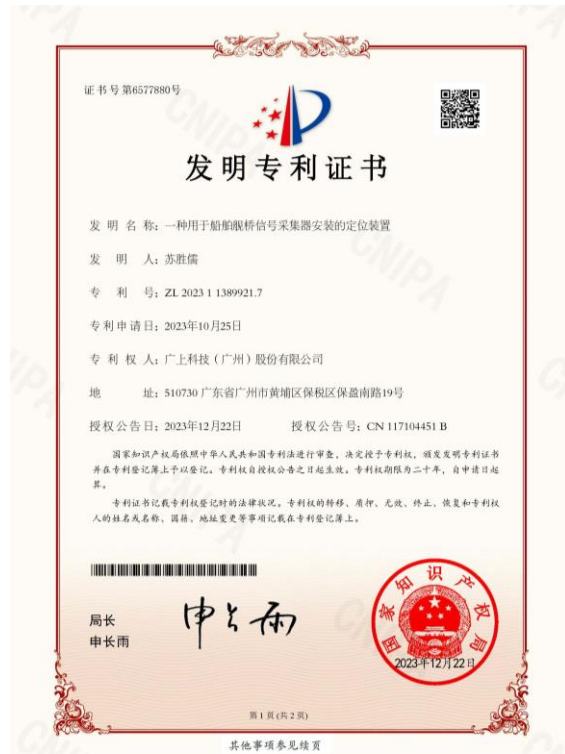 证书号第6577880号
发明专利证书
发 明 名 称：一种用于船舶舰桥信号采集器安装的定位装置
发 明 人：苏胜儒
专 利 号：ZL 2023 1 1389921.7
专利申请日：2023年10月25日
专 利 权 人：广上科技（广州）股份有限公司
地 址：510730 广东省广州市黄埔区保税区保盈南路19号
授权公告日：2023年12月22日 授权公告号：CN 117104451 B
国家知识产权局依照中华人民共和国专利法进行审查，决定授予专利权，颁发发明专利证书
并在专利登记簿上予以登记。专利权自授权公告之日起生效。专利权期限为二十年，自申请日起
算。
专利证书记载专利权登记时的法律状况。专利权的转移、质押、无效、终止、恢复和专利权
人的姓名或名称、国籍、地址变更等事项记载在专利登记簿上。
局长
申长雨
申长雨
国家知识产权局
2023年12月22日
第 1 页 (共 2 页)
其他事项参见续页
CNIPA
CNIPA
CNIPA
CNIPA